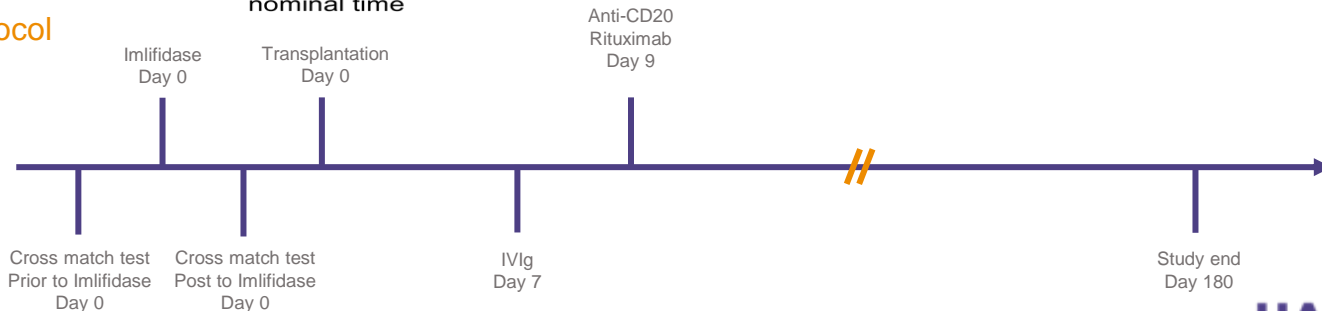 nominal time
ocol
Imlifidase
Day 0
Transplantation
Day 0
Anti-CD20
Rituximab
Day 9
Cross match test
Prior to Imlifidase
Day 0
Cross match test
Post to Imlifidase
Day 0
IVIg
Day 7
Study end
Day 180